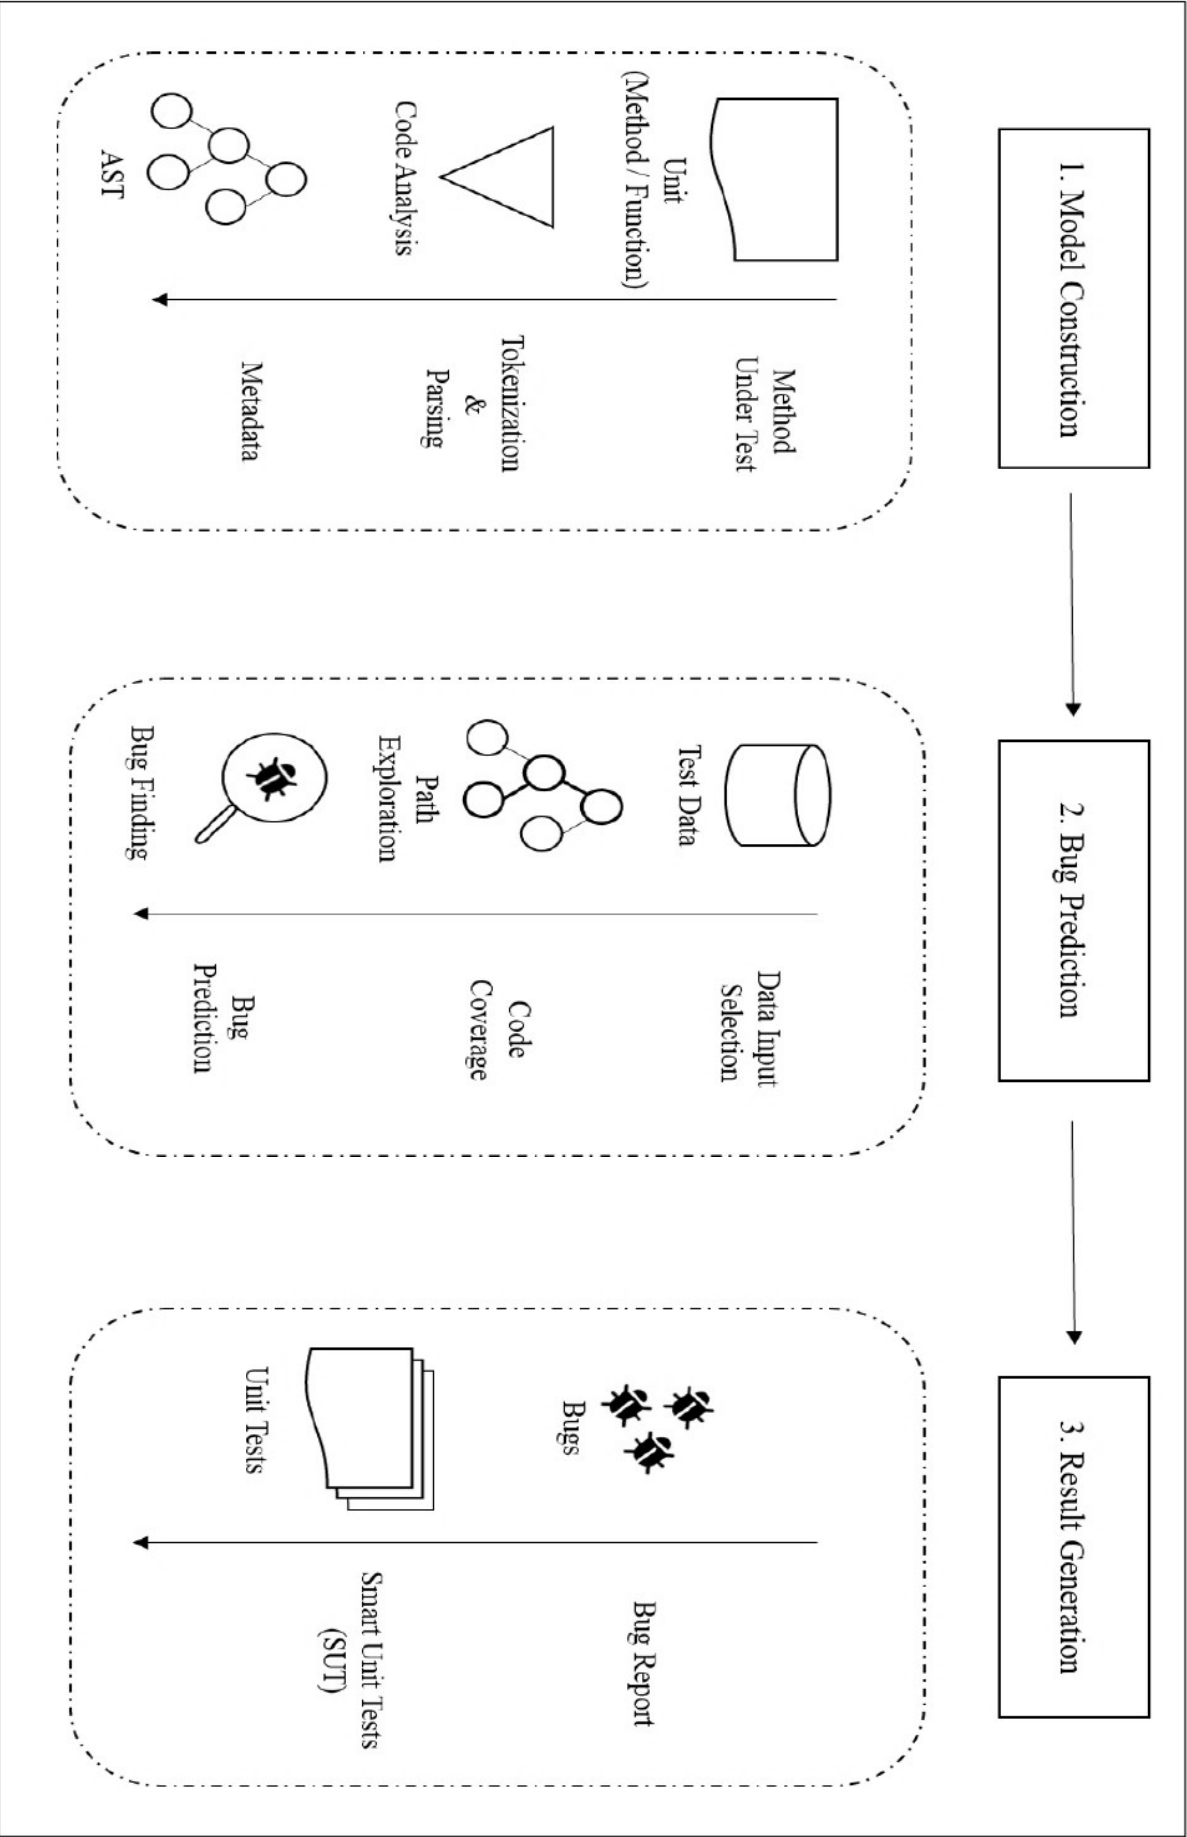 1. Model Construction
2. Bug Prediction
3. Result Generation
Unit
(Method / Function)
Method
Under Test
Code Analysis
Tokenization
&
Parsing
AST
Metadata
Test Data
Data Input
Selection
Path
Exploration
Code
Coverage
Bug Finding
Bug
Prediction
Bugs
Bug Report
Unit Tests
Smart Unit Tests
(SUT)